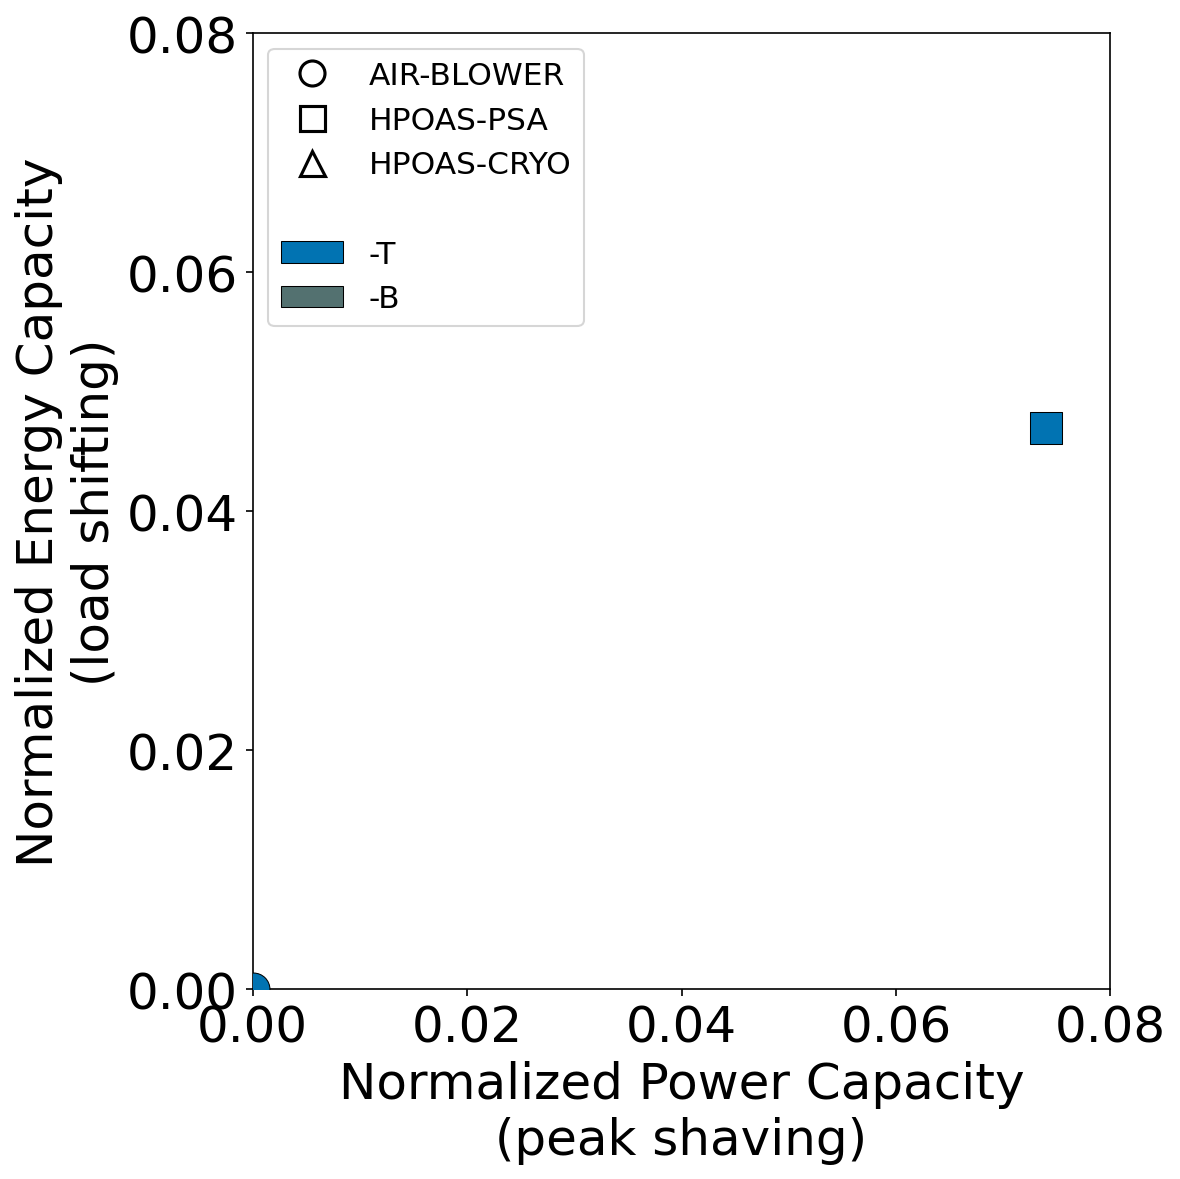 0.08
0.06
0.04
0.02
0.00
Normalized Energy Capacity
(load shifting)
AIR-BLOWER
HPOAS-PSA
HPOAS-CRYO
-T
-B
0.00 0.02 0.04 0.06 0.08
Normalized Power Capacity
(peak shaving)